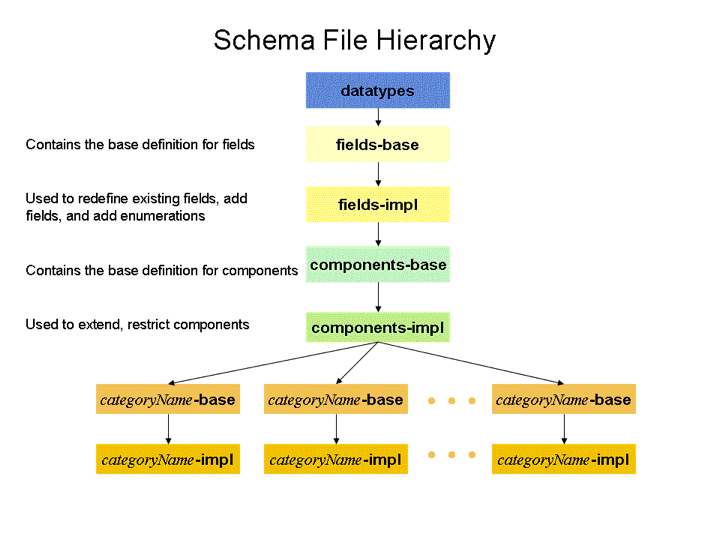 Schema File Hierarchy
datatypes
Contains the base definition for fields
fields-base
Used to redefine existing fields, add
fields, and add enumerations
fields-impl
Contains the base definition for components
components-base
Used to extend, restrict components
components-impl
categoryName-base
categoryName-base
categoryName-base
categoryName-impl
categoryName-impl
categoryName-impl